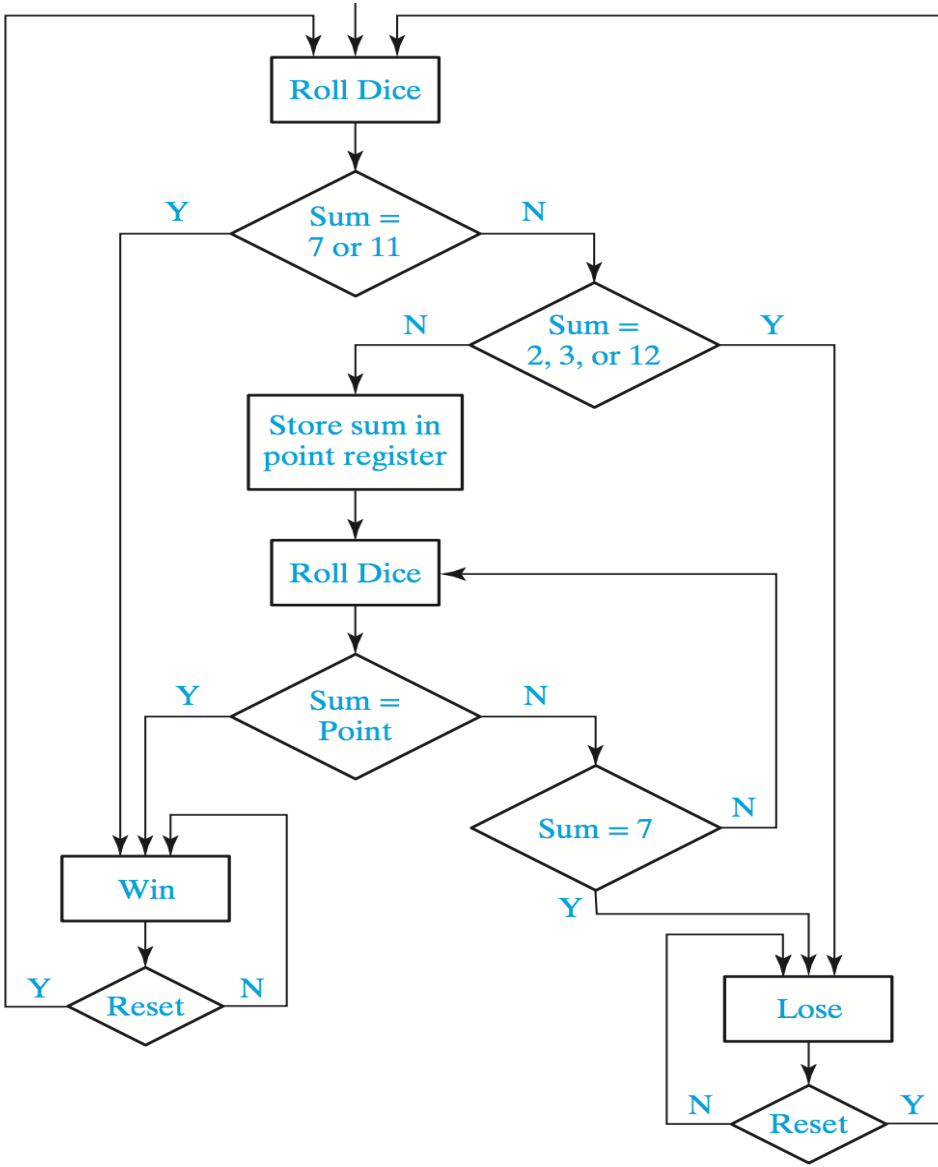 Roll Dice
Y
Sum =
7 or 11
N
N
Sum =
2, 3, or 12
Y
Store sum in
point register
Roll Dice
Y
Sum =
Point
N
Sum = 7
N
Y
Win
Y
Reset
N
Lose
N
Reset
Y